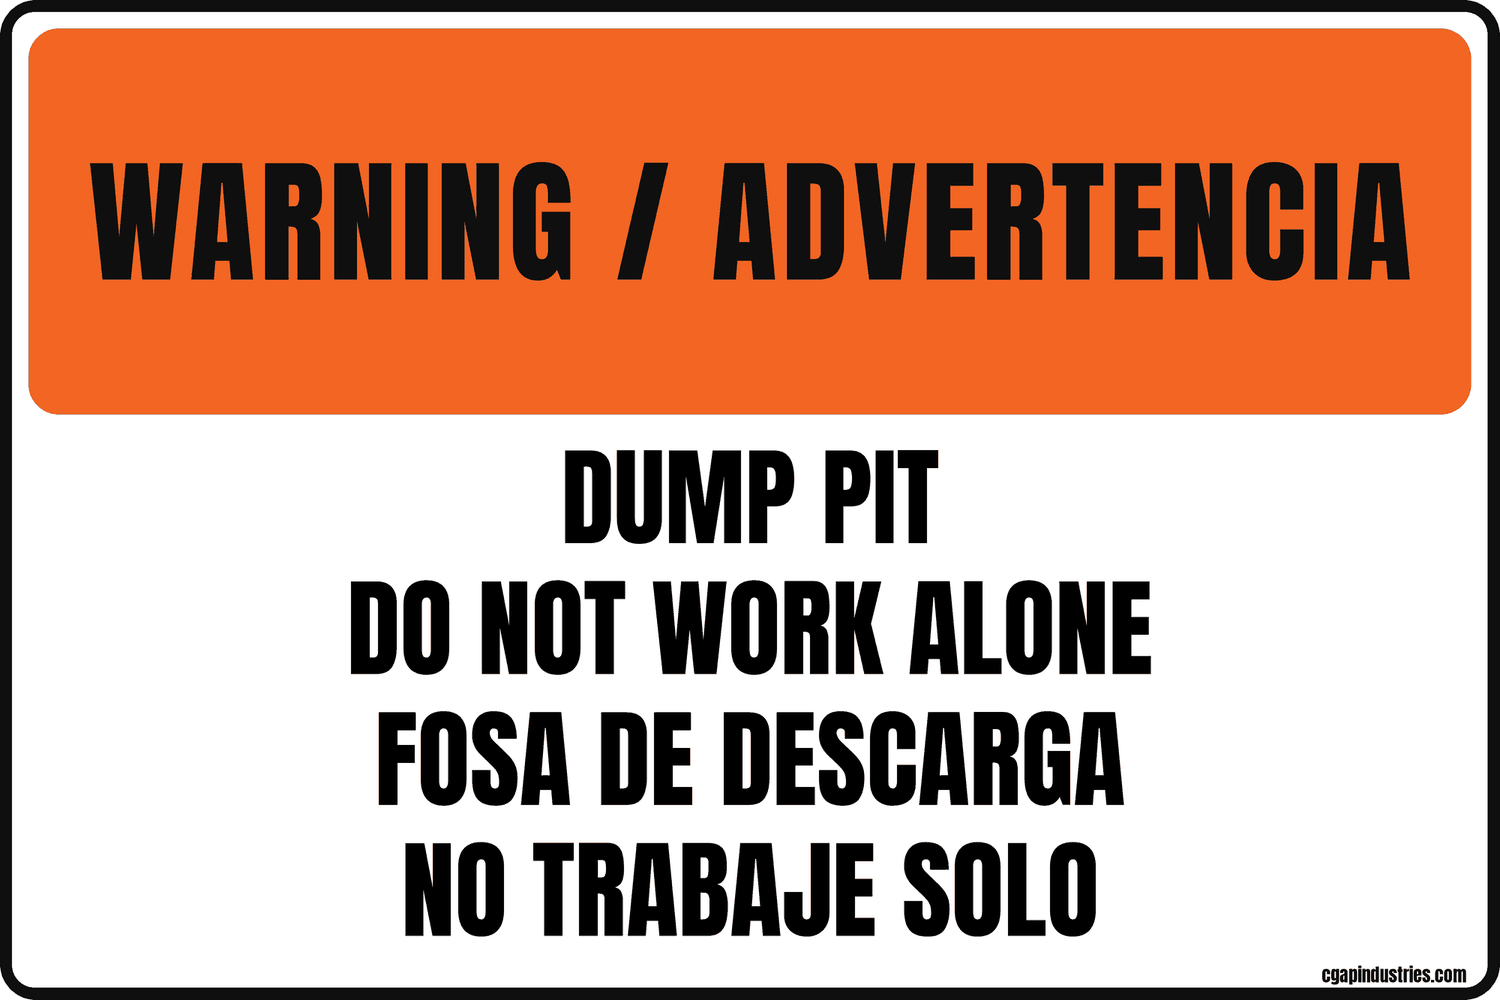 WARNING / ADVERTENCIA
DUMP PIT
DO NOT WORK ALONE
FOSA DE DESCARGA
NO TRABAJE SOLO
cgapindustries.com